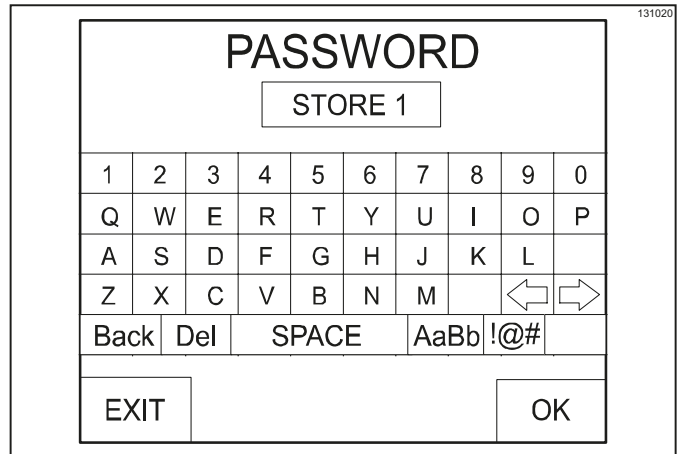 131020
PASSWORD
STORE 1
1 2 3 4 5 6 7 8 9 0
Q W E R T Y U I O P
A S D F G H J K L
Z X C V B N M
Back Del SPACE AaBb !@#
EXIT OK